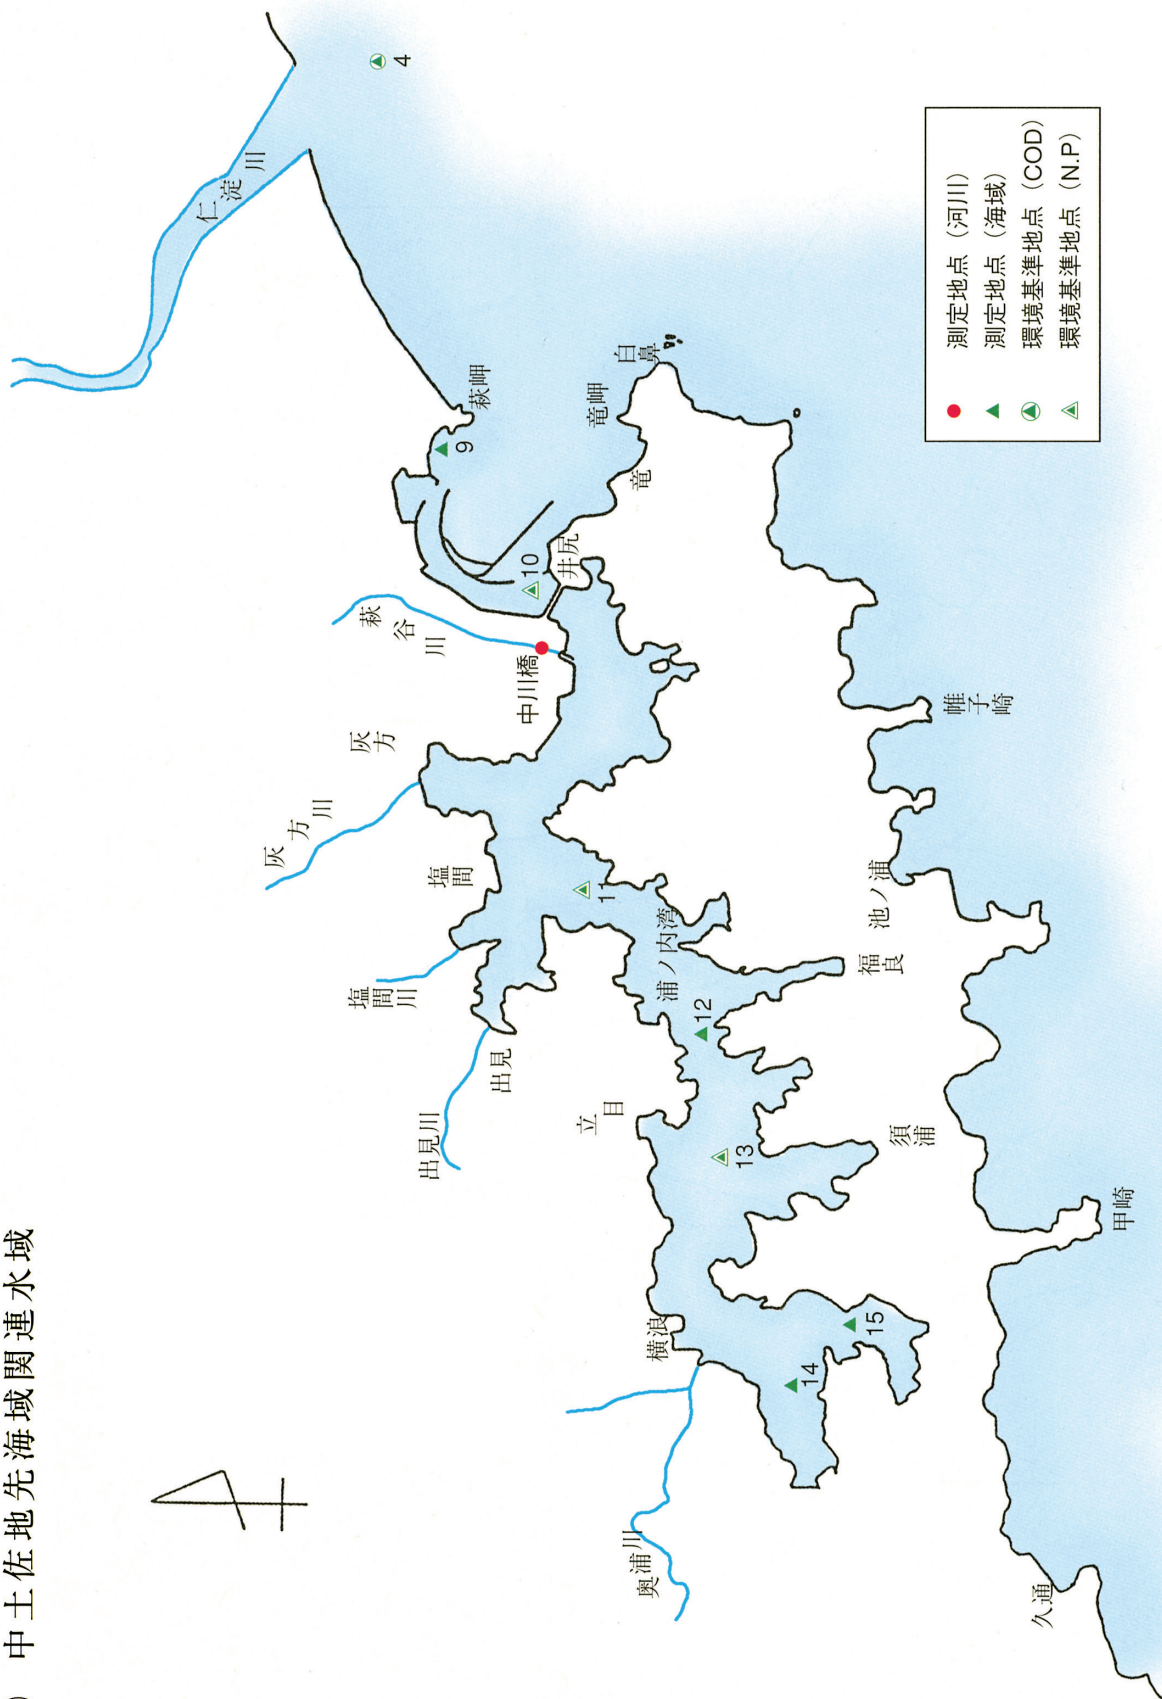 ） 中土佐地先海域関連水域
仁淀川
4
萩岬
9
白鼻
竜岬
竜
井尻
10
萩谷川
中川橋
灰方
灰方川
塩間
11
塩間川
浦ノ内湾
12
出見
出見川
立目
13
福良
池ノ浦
帷子崎
須浦
甲崎
横浪
14
15
奥浦川
久通
測定地点（河川）
測定地点（海域）
環境基準地点（COD）
環境基準地点（N.P）